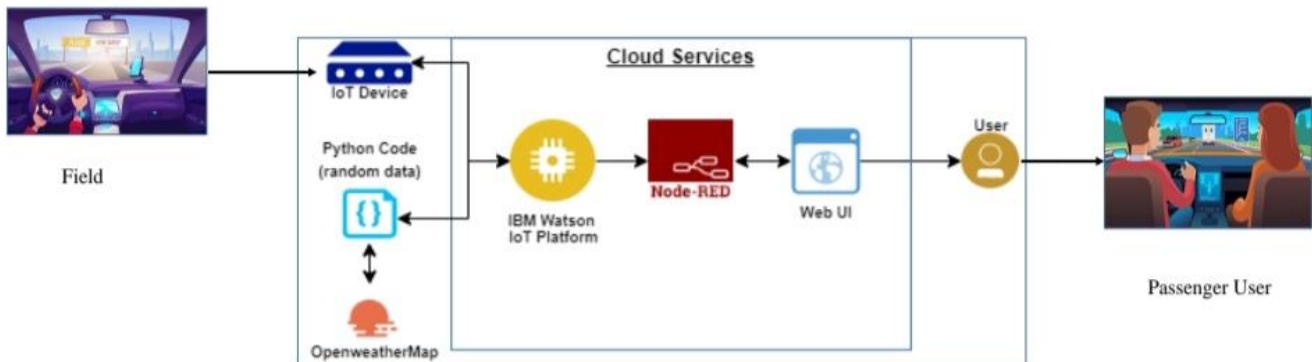 Cloud Services
IoT Device
Python Code
(random data)
IBM Watson
IoT Platform
Node-RED
Web UI
User
OpenweatherMap
Field
Passenger User